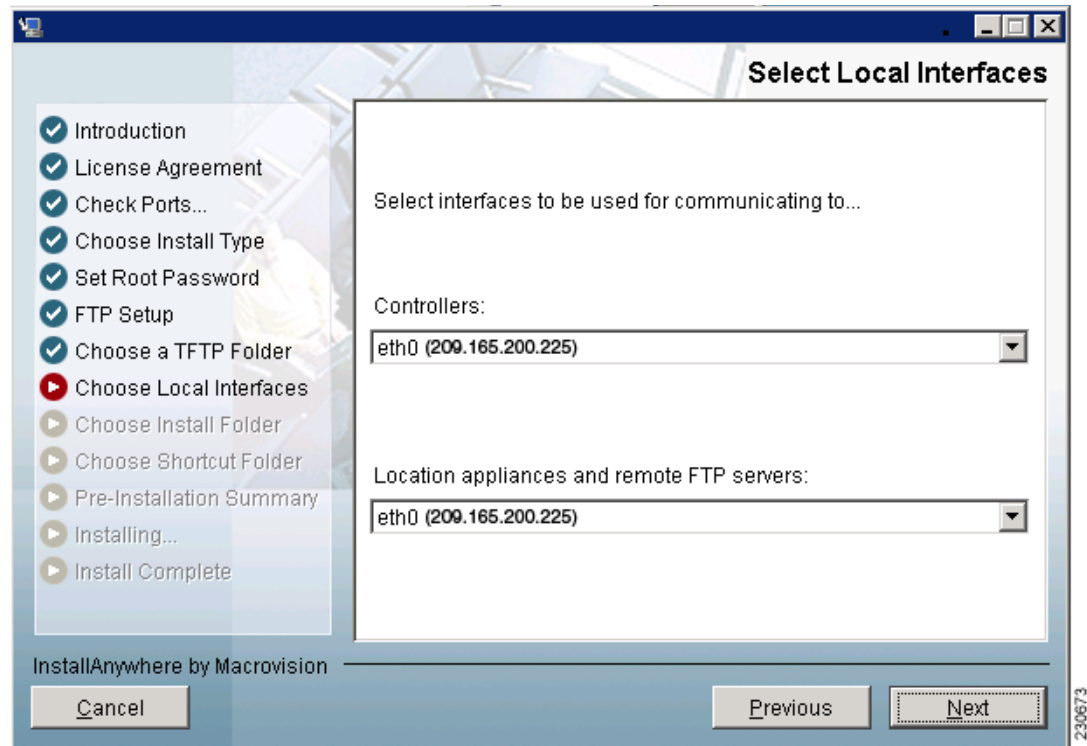 Select Local Interfaces
Introduction
License Agreement
Check Ports...
Choose Install Type
Set Root Password
FTP Setup
Choose a TFTP Folder
Choose Local Interfaces
Choose Install Folder
Choose Shortcut Folder
Pre-Installation Summary
Installing...
Install Complete
Select interfaces to be used for communicating to...
Controllers:
eth0 (209.165.200.225)
Location appliances and remote FTP servers:
eth0 (209.165.200.225)
InstallAnywhere by Macrovision
Cancel
Previous
Next
230673